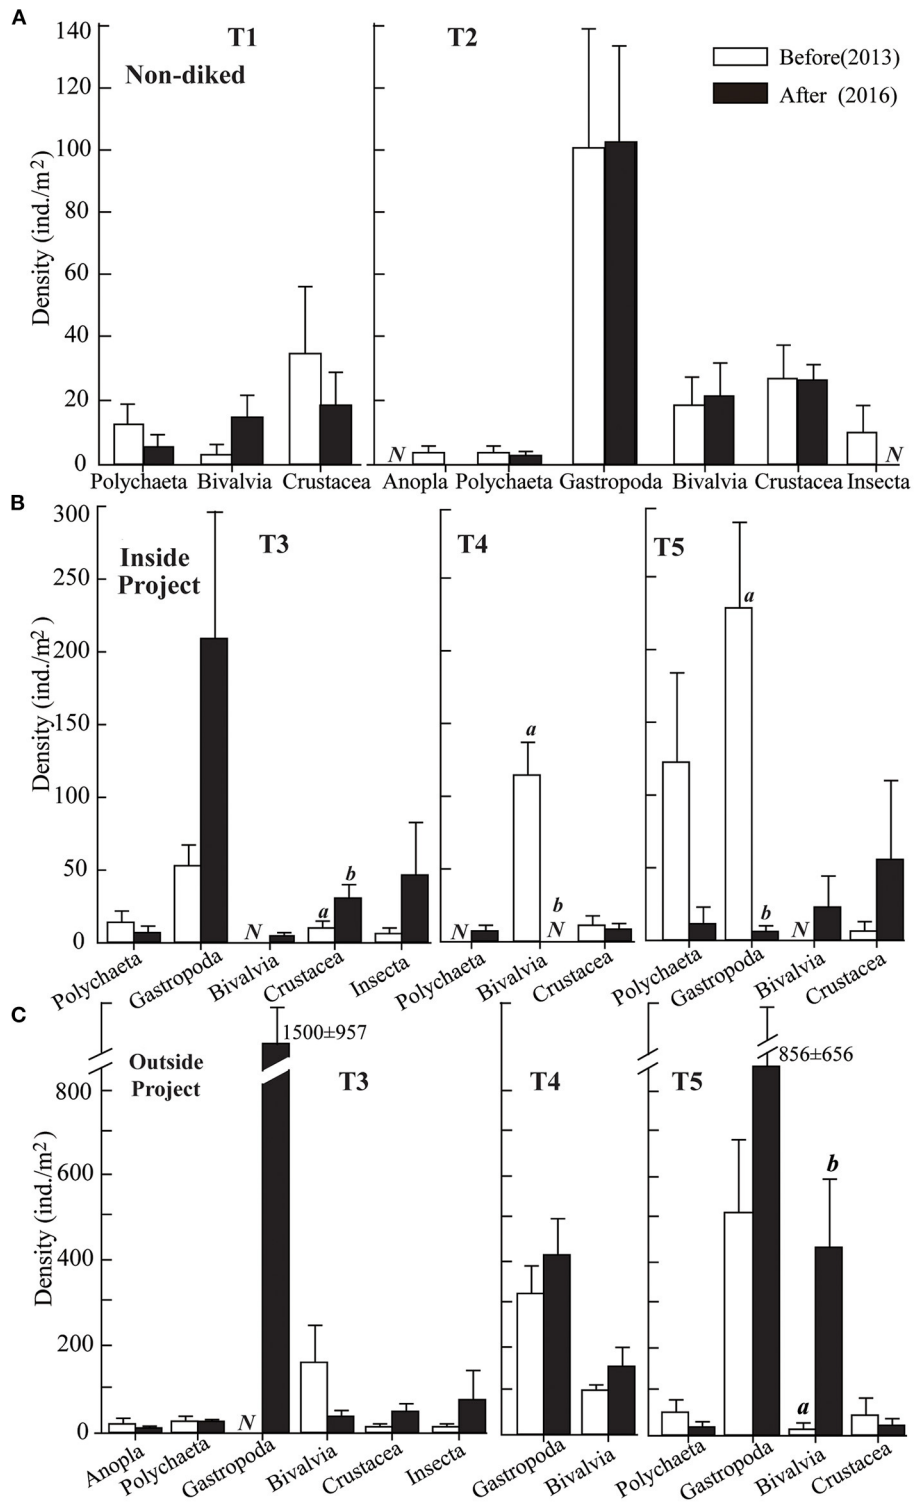 A
T1
T2
Non-diked
Before(2013)
After (2016)
Density (ind./m²)
140
120
100
80
60
40
20
0
N
N
Polychaeta Bivalvia Crustacea
Anopla Polychaeta Gastropoda Bivalvia Crustacea Insecta
B
T3
T4
T5
Inside
Project
Density (ind./m²)
300
250
200
150
100
50
0
N
a
b
N
a
b
N
a
b
N
Polychaeta Gastropoda Bivalvia Crustacea Insecta
Polychaeta Bivalvia Crustacea
Polychaeta Gastropoda Bivalvia Crustacea
C
Outside
Project
1500±957
T3
T4
T5
856±656
Density (ind./m²)
800
600
400
200
0
N
a
b
Anopla Polychaeta Gastropoda Bivalvia Crustacea Insecta
Gastropoda Bivalvia
Polychaeta Gastropoda Bivalvia Crustacea